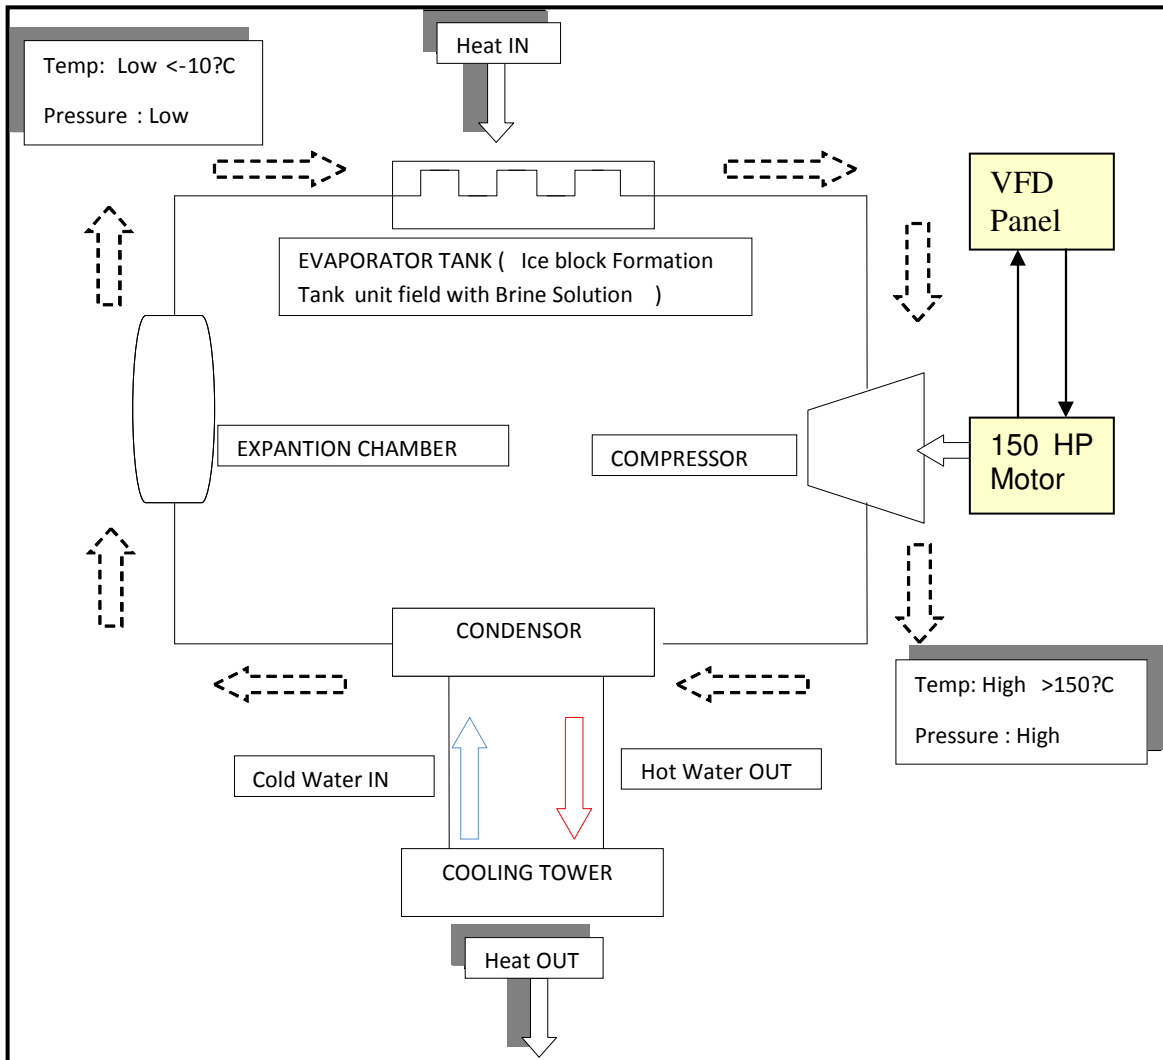 Temp: Low <-10?C
Pressure : Low
Heat IN
VFD
Panel
EVAPORATOR TANK ( Ice block Formation
Tank unit field with Brine Solution )
EXPANTION CHAMBER
COMPRESSOR
150 HP
Motor
CONDENSOR
Temp: High >150?C
Pressure : High
Cold Water IN
Hot Water OUT
COOLING TOWER
Heat OUT